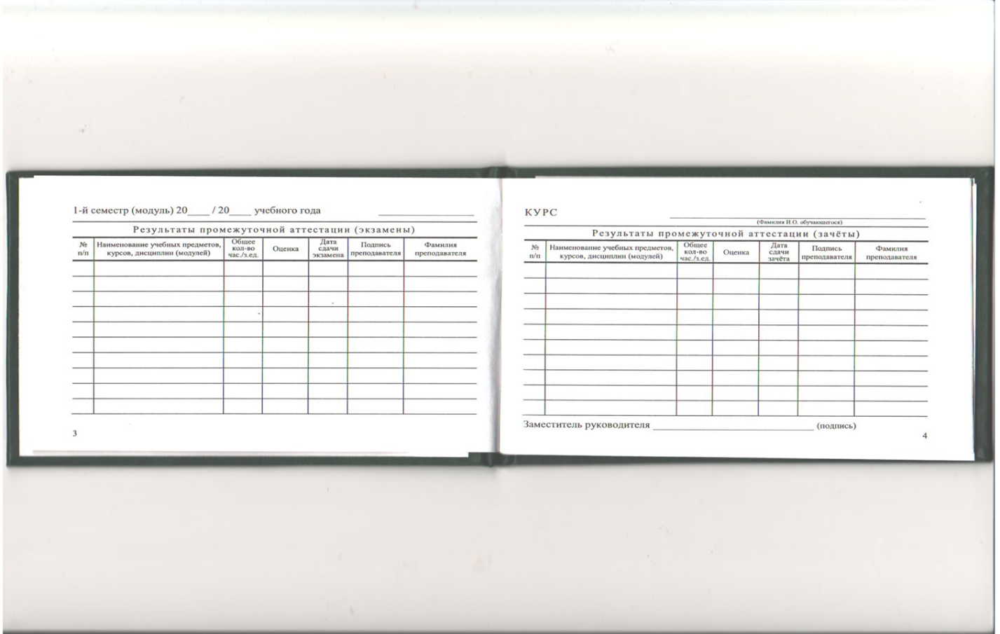 1-й семестр (модуль) 20____ / 20____ учебного года ____________________
Результаты промежуточной аттестации (экзамены)
№ п/п | Наименование учебных предметов, курсов, дисциплин (модулей) | Общее кол-во час./з.ед. | Оценка | Дата сдачи экзамена | Подпись преподавателя | Фамилия преподавателя
3
КУРС
(Фамилия И.О. обучающегося)
Результаты промежуточной аттестации (зачёты)
№ п/п | Наименование учебных предметов, курсов, дисциплин (модулей) | Общее кол-во час./з.ед. | Оценка | Дата сдачи зачёта | Подпись преподавателя | Фамилия преподавателя
Заместитель руководителя ____________________ (подпись)
4